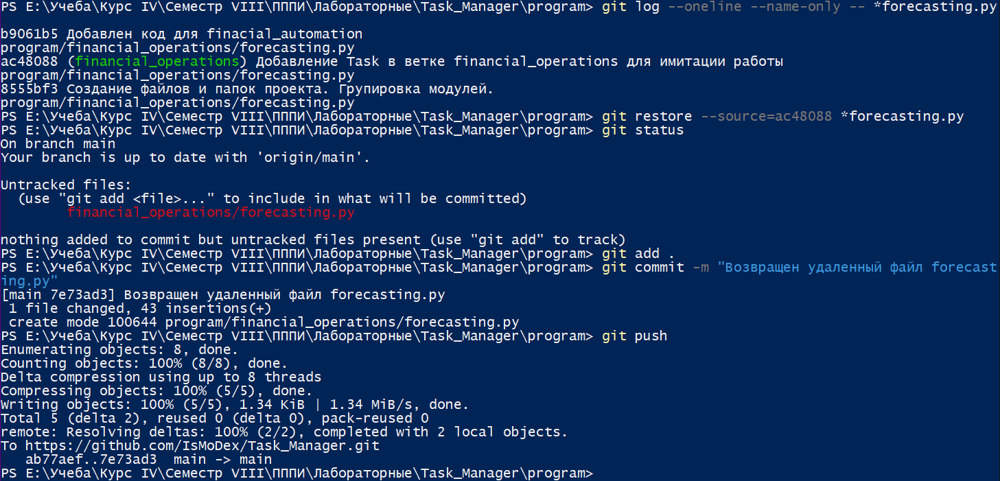 PS E:\Учеба\Курс IV\Семестр VIII\ПППИ\Лабораторные\Task_Manager\program> git log --oneline --name-only -- *forecasting.py
b9061b5 Добавлен код для finacial_automation
program/financial_operations/forecasting.py
ac48088 (financial_operations) Добавление Task в ветке financial_operations для имитации работы
program/financial_operations/forecasting.py
8555bf3 Создание файлов и папок проекта. Групировка модулей.
program/financial_operations/forecasting.py
PS E:\Учеба\Курс IV\Семестр VIII\ПППИ\Лабораторные\Task_Manager\program> git restore --source=ac48088 *forecasting.py
PS E:\Учеба\Курс IV\Семестр VIII\ПППИ\Лабораторные\Task_Manager\program> git status
On branch main
Your branch is up to date with 'origin/main'.
Untracked files:
(use "git add <file>..." to include in what will be committed)
financial_operations/forecasting.py
nothing added to commit but untracked files present (use "git add" to track)
PS E:\Учеба\Курс IV\Семестр VIII\ПППИ\Лабораторные\Task_Manager\program> git add .
PS E:\Учеба\Курс IV\Семестр VIII\ПППИ\Лабораторные\Task_Manager\program> git commit -m "Возвращен удаленный файл forecast
ing.py"
[main 7e73ad3] Возвращен удаленный файл forecasting.py
1 file changed, 43 insertions(+)
create mode 100644 program/financial_operations/forecasting.py
PS E:\Учеба\Курс IV\Семестр VIII\ПППИ\Лабораторные\Task_Manager\program> git push
Enumerating objects: 8, done.
Counting objects: 100% (8/8), done.
Delta compression using up to 8 threads
Compressing objects: 100% (5/5), done.
Writing objects: 100% (5/5), 1.34 KiB | 1.34 MiB/s, done.
Total 5 (delta 2), reused 0 (delta 0), pack-reused 0
remote: Resolving deltas: 100% (2/2), completed with 2 local objects.
To https://github.com/IsMoDex/Task_Manager.git
ab77aef..7e73ad3  main -> main
PS E:\Учеба\Курс IV\Семестр VIII\ПППИ\Лабораторные\Task_Manager\program>